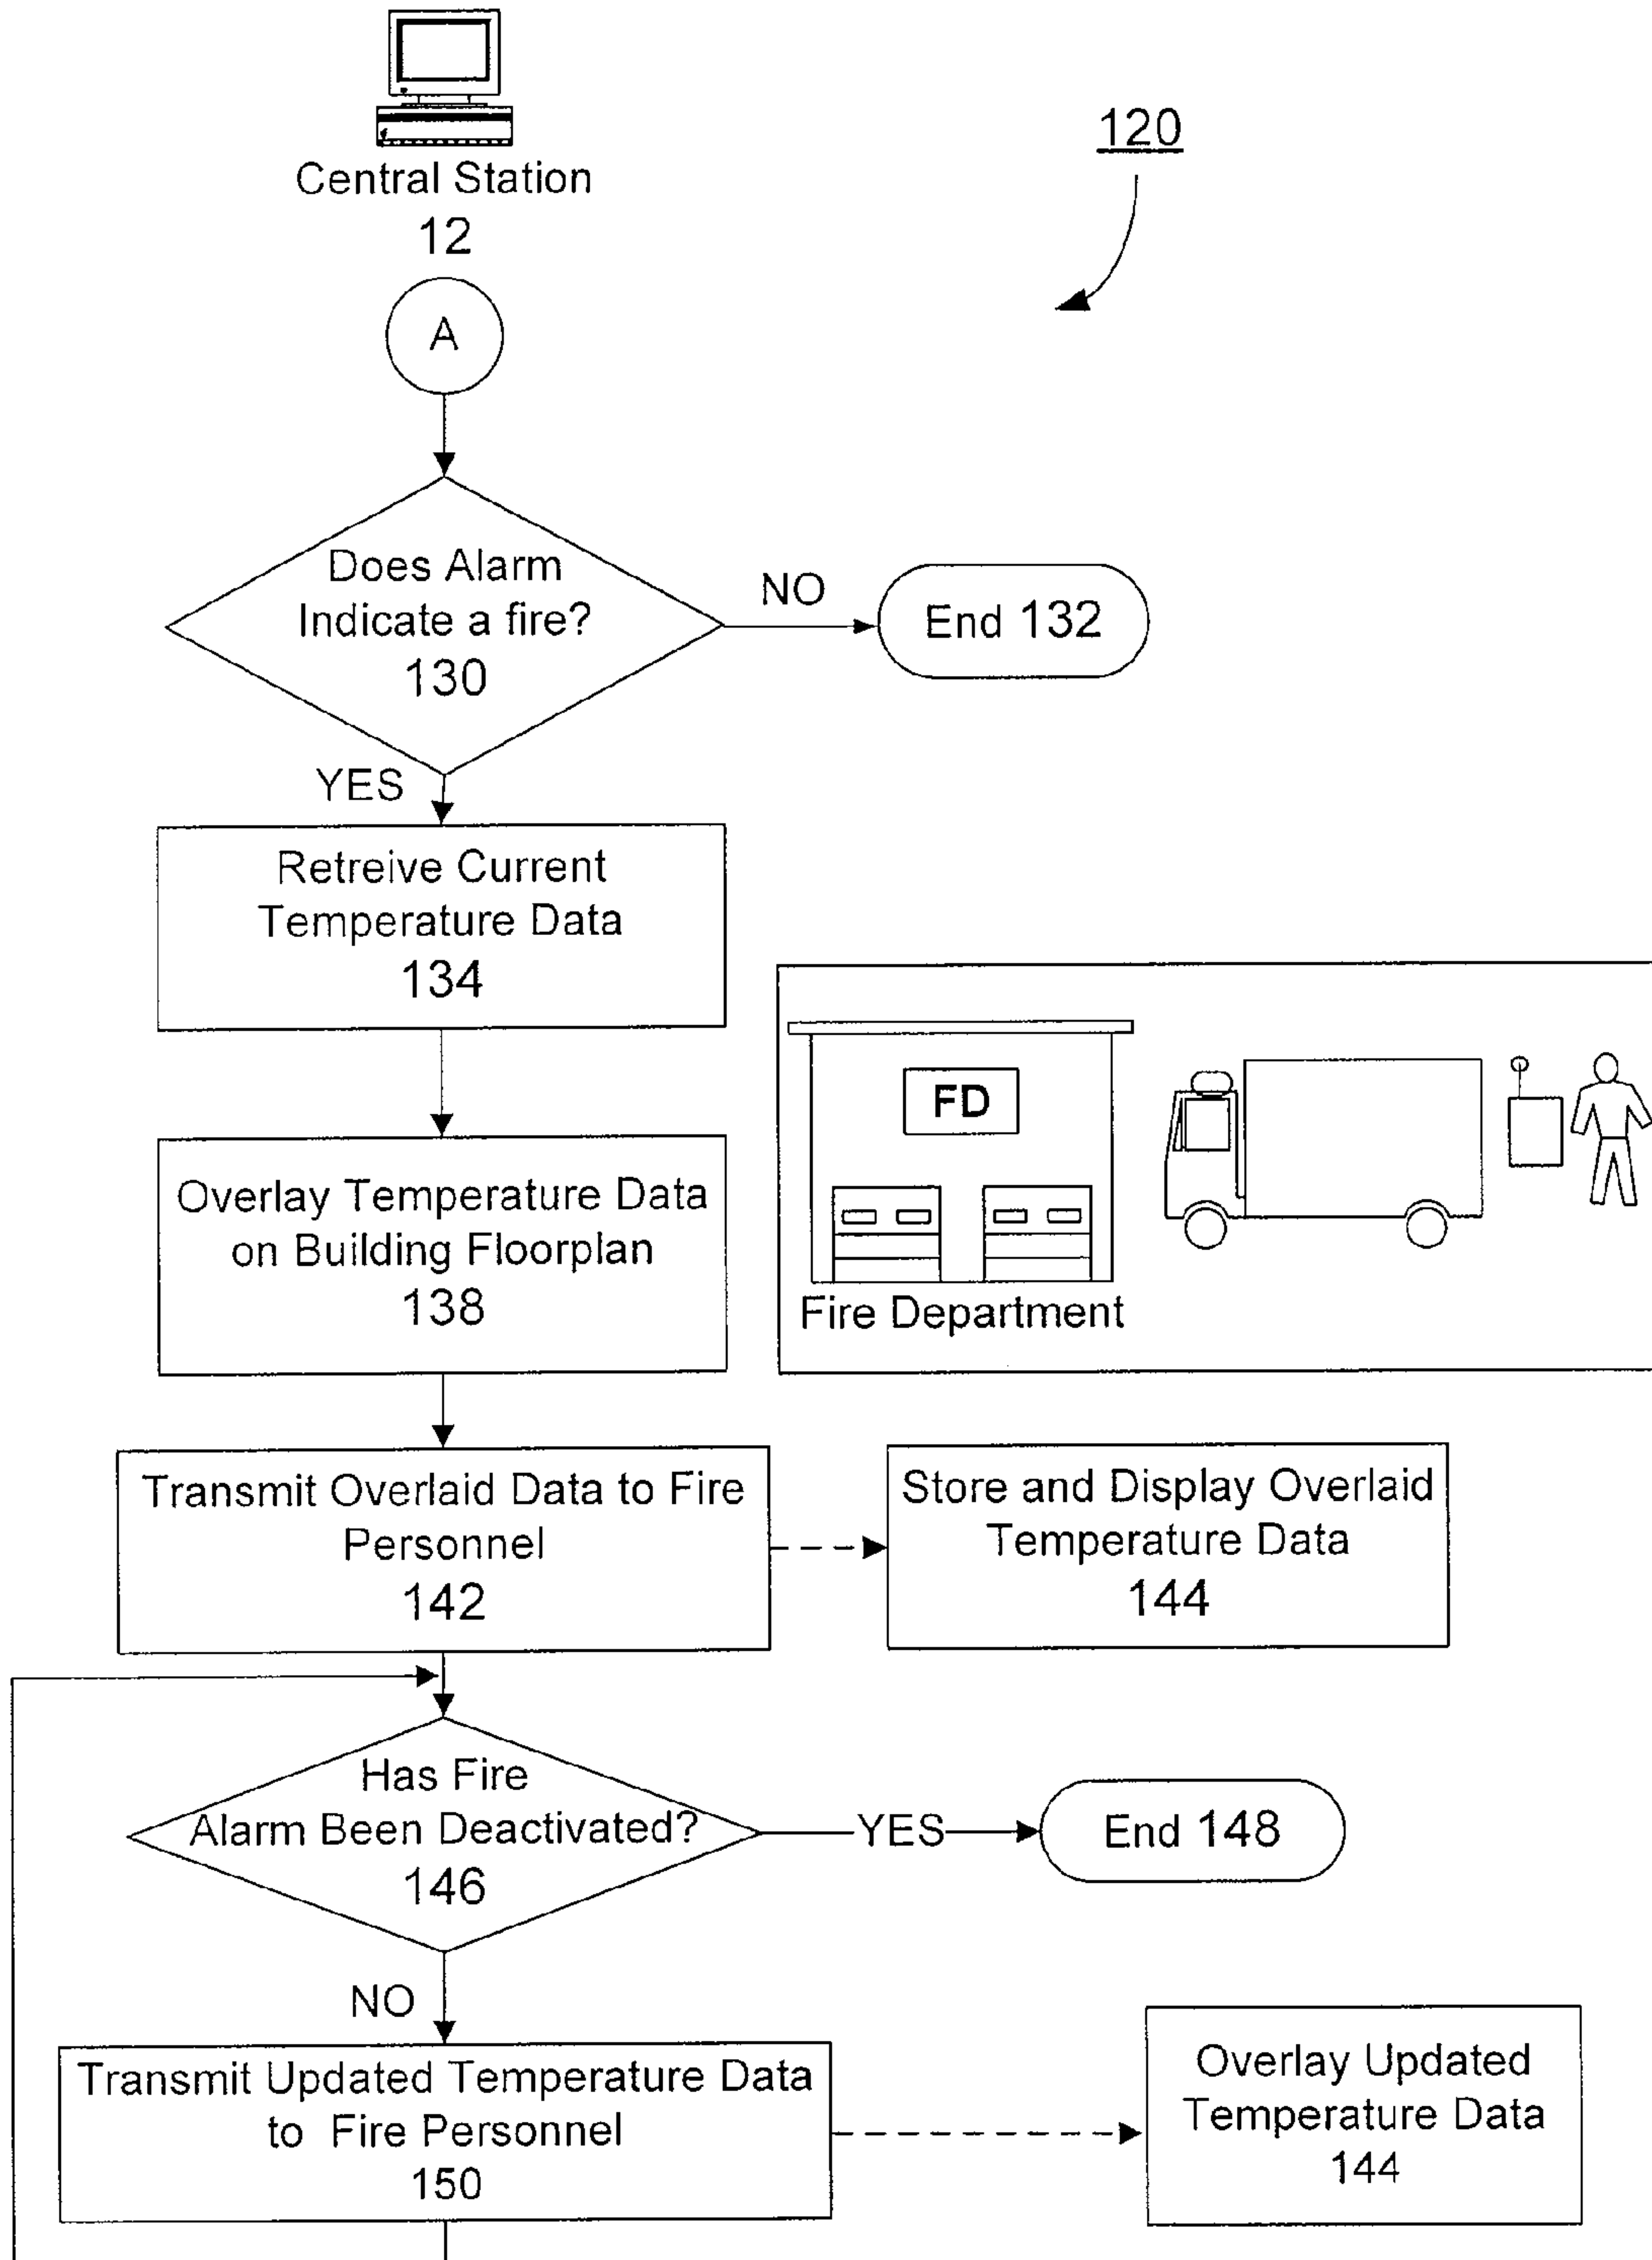 Central Station
12
120
A
Does Alarm
Indicate a fire?
130
NO
End 132
YES
Retreive Current
Temperature Data
134
FD
Fire Department
Overlay Temperature Data
on Building Floorplan
138
Transmit Overlaid Data to Fire
Personnel
142
Store and Display Overlaid
Temperature Data
144
Has Fire
Alarm Been Deactivated?
146
YES
End 148
NO
Transmit Updated Temperature Data
to Fire Personnel
150
Overlay Updated
Temperature Data
144